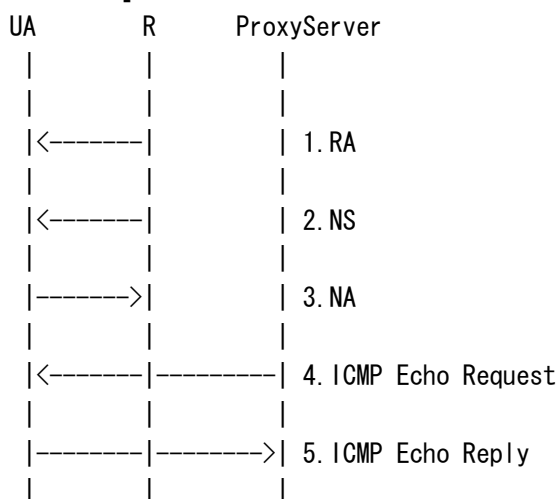 UA R ProxyServer
| | |
| | |
|<-------| | 1.RA
| | |
|<-------| | 2.NS
| | |
|------->| | 3.NA
| | |
|<-------|---------| 4.ICMP Echo Request
| | |
|--------|-------->| 5.ICMP Echo Reply
| | |